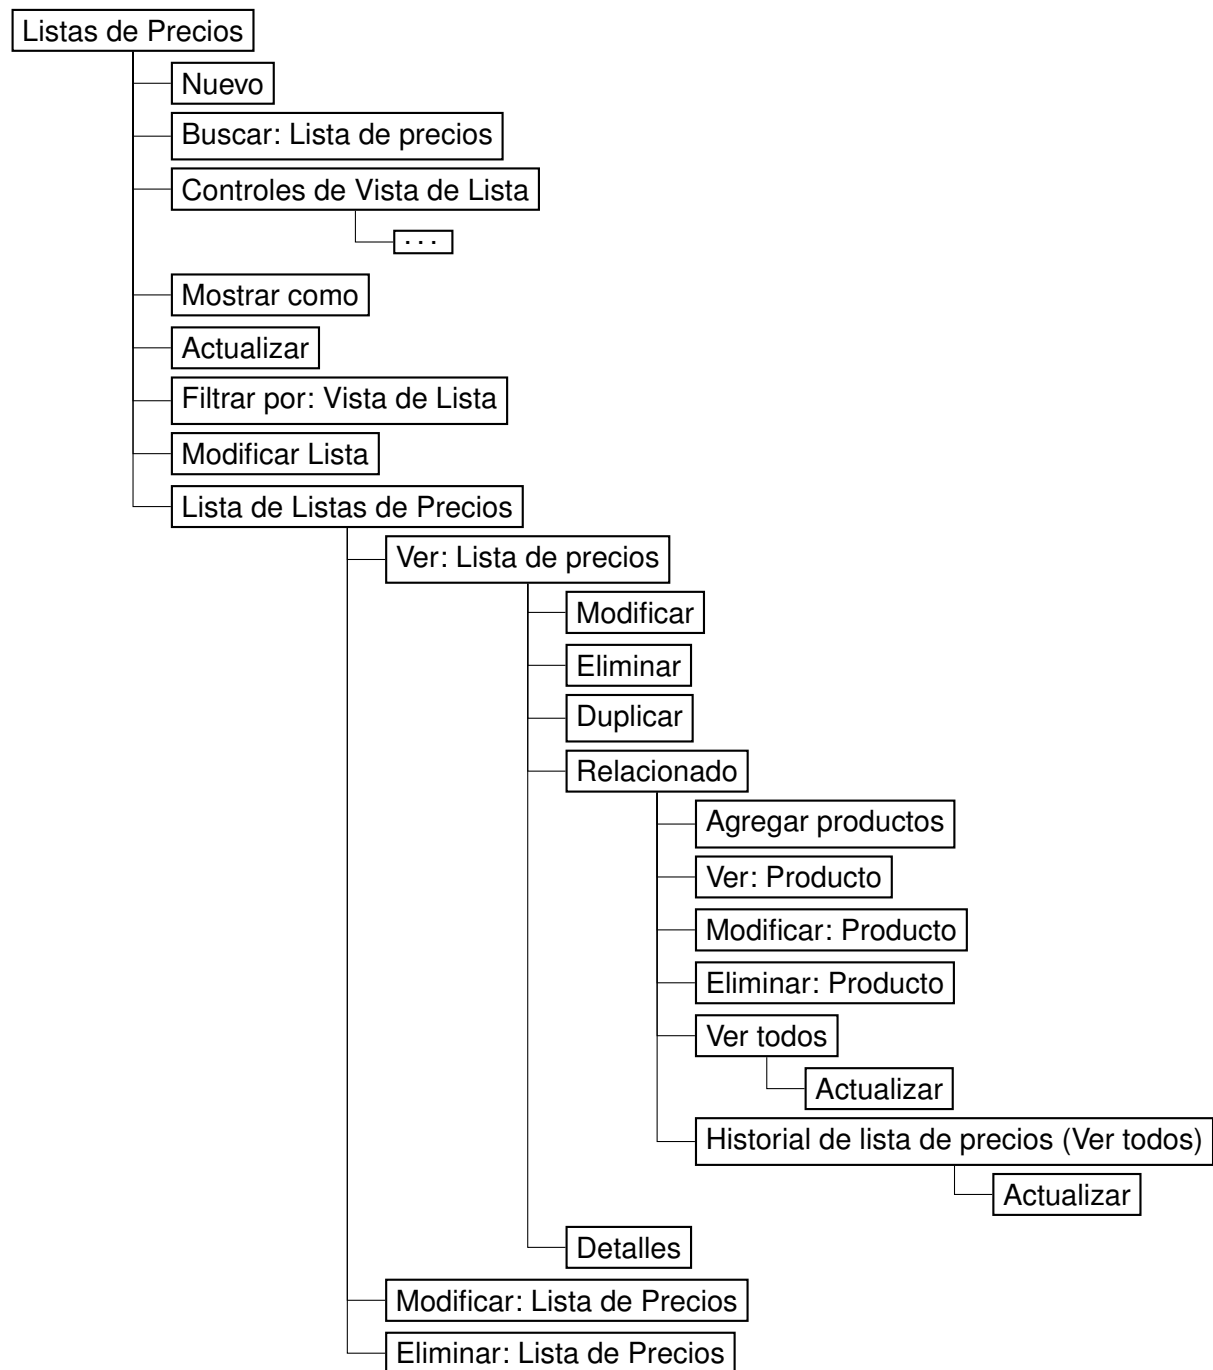 Listas de Precios
Nuevo
Buscar: Lista de precios
Controles de Vista de Lista
...
Mostrar como
Actualizar
Filtrar por: Vista de Lista
Modificar Lista
Lista de Listas de Precios
Ver: Lista de precios
Modificar
Eliminar
Duplicar
Relacionado
Agregar productos
Ver: Producto
Modificar: Producto
Eliminar: Producto
Ver todos
Actualizar
Historial de lista de precios (Ver todos)
Actualizar
Detalles
Modificar: Lista de Precios
Eliminar: Lista de Precios